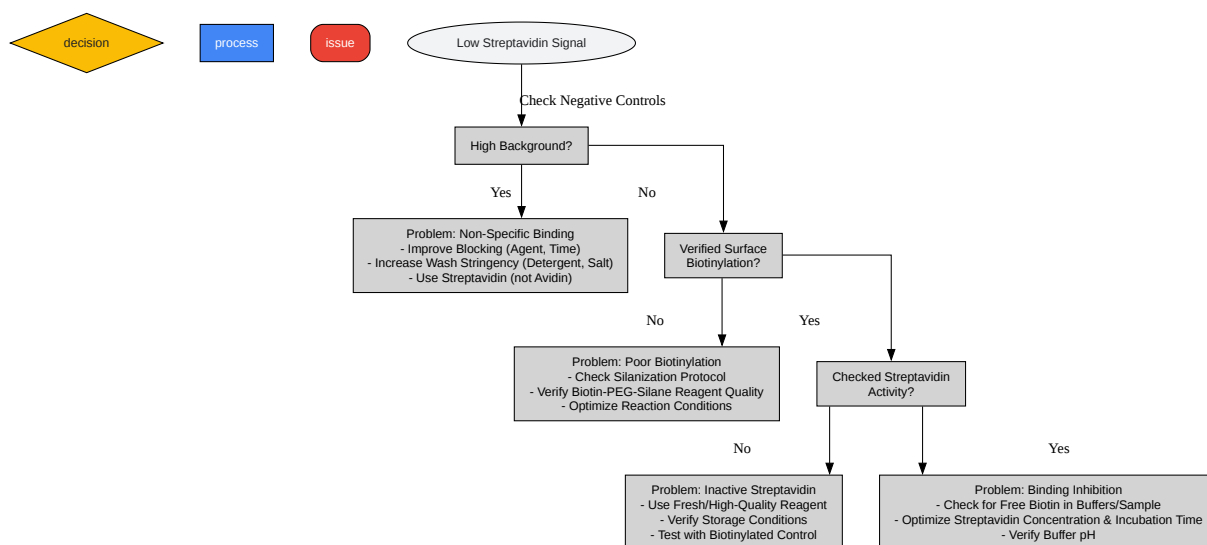 decision
process
issue
Low Streptavidin Signal
Check Negative Controls
High Background?
Yes
No
Problem: Non-Specific Binding
- Improve Blocking (Agent, Time)
- Increase Wash Stringency (Detergent, Salt)
- Use Streptavidin (not Avidin)
Verified Surface
Biotinylation?
No
Yes
Problem: Poor Biotinylation
- Check Silanization Protocol
- Verify Biotin-PEG-Silane Reagent Quality
- Optimize Reaction Conditions
Checked Streptavidin
Activity?
No
Yes
Problem: Inactive Streptavidin
- Use Fresh/High-Quality Reagent
- Verify Storage Conditions
- Test with Biotinylated Control
Problem: Binding Inhibition
- Check for Free Biotin in Buffers/Sample
- Optimize Streptavidin Concentration & Incubation Time
- Verify Buffer pH